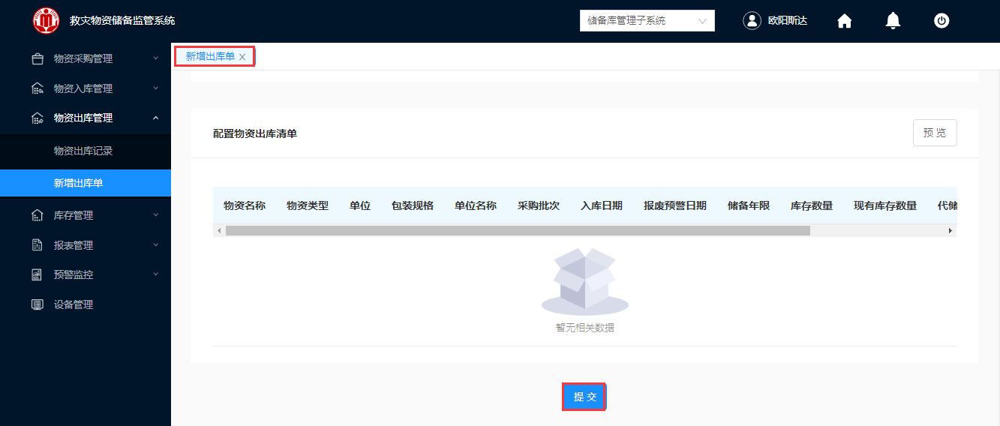 救灾物资储备监管系统
储备库管理子系统
欧阳斯达
物资采购管理
物资入库管理
物资出库管理
物资出库记录
新增出库单
库存管理
报表管理
预警监控
设备管理
新增出库单 X
配置物资出库清单
预 览
物资名称 物资类型 单位 包装规格 单位名称 采购批次 入库日期 报废预警日期 储备年限 库存数量 现有库存数量 代储
暂无相关数据
提 交